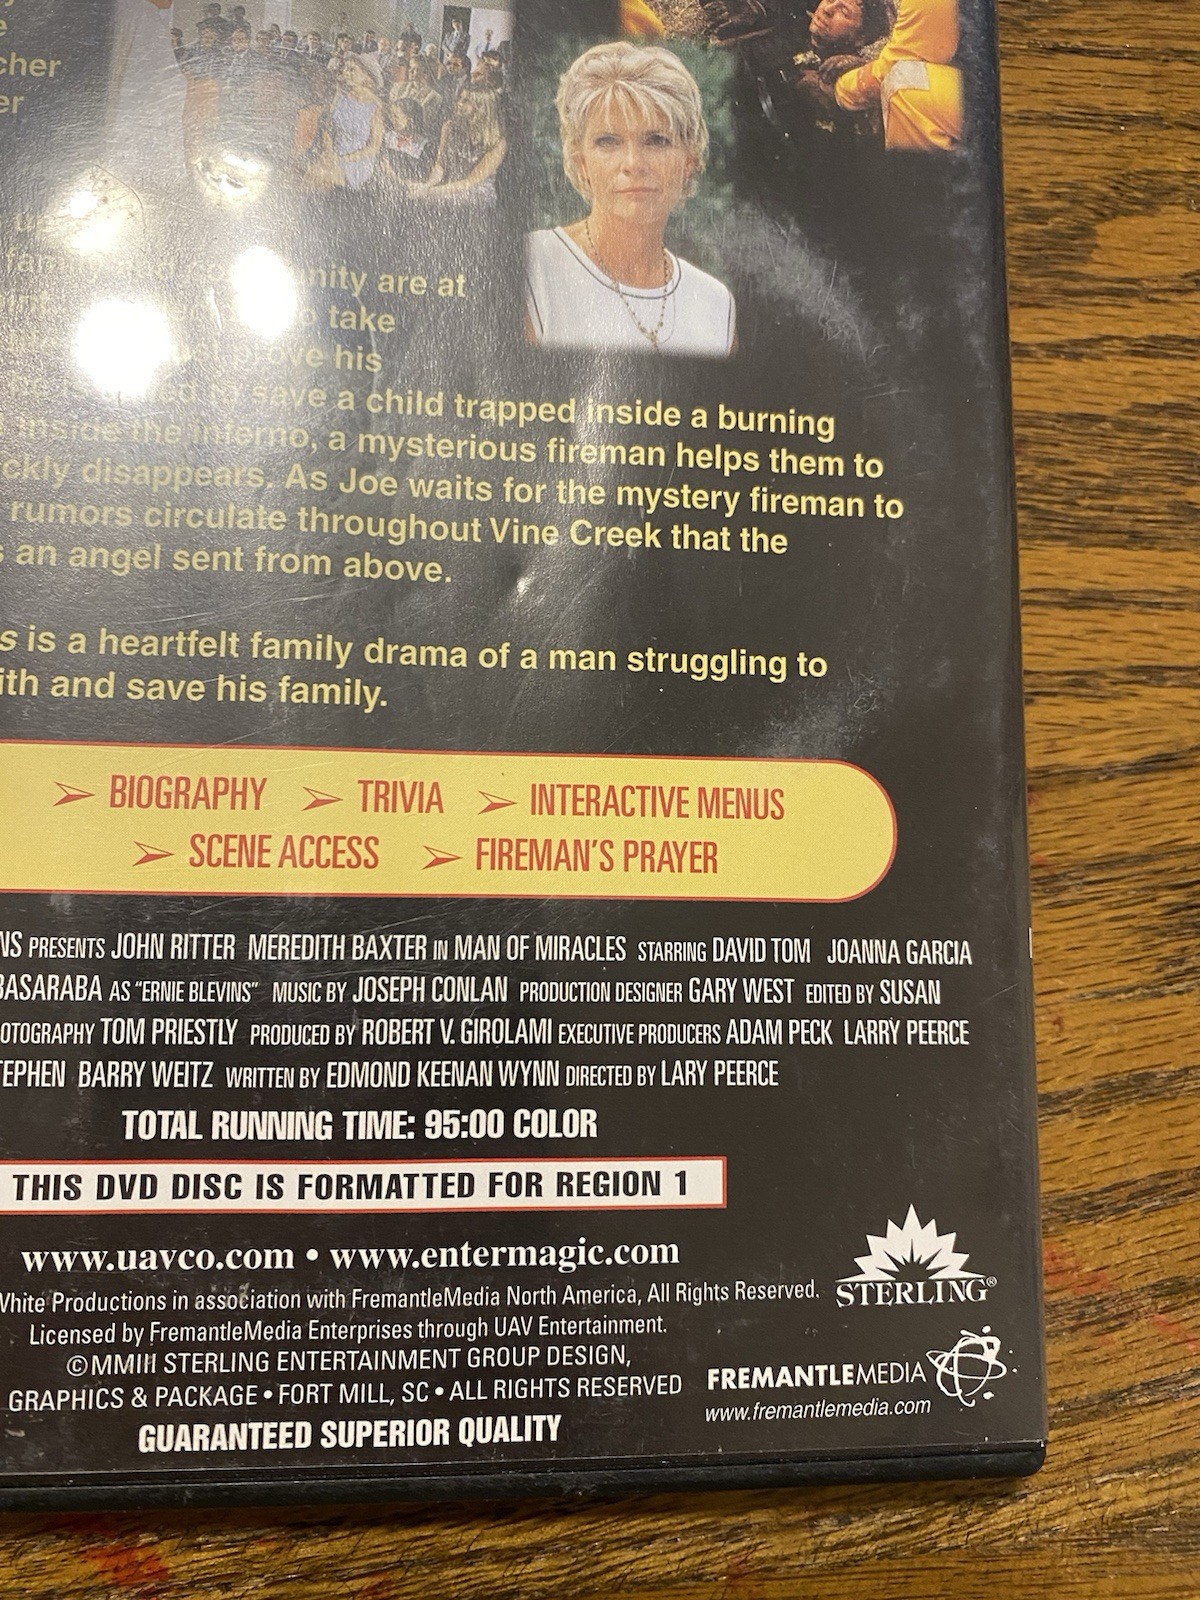 cher
er
nity are at
take
prove his
save a child trapped inside a burning
inside the inferno, a mysterious fireman helps them to
ckly disappears. As Joe waits for the mystery fireman to
rumors circulate throughout Vine Creek that the
s an angel sent from above.
s is a heartfelt family drama of a man struggling to
ith and save his family.
➢ BIOGRAPHY ➢ TRIVIA ➢ INTERACTIVE MENUS
➢ SCENE ACCESS ➢ FIREMAN'S PRAYER
NS PRESENTS JOHN RITTER MEREDITH BAXTER IN MAN OF MIRACLES STARRING DAVID TOM JOANNA GARCIA
BASARABA AS "ERNIE BLEVINS" MUSIC BY JOSEPH CONLAN PRODUCTION DESIGNER GARY WEST EDITED BY SUSAN
OTOGRAPHY TOM PRIESTLY PRODUCED BY ROBERT V. GIROLAMI EXECUTIVE PRODUCERS ADAM PECK LARRY PEERCE
TEPHEN BARRY WEITZ WRITTEN BY EDMOND KEENAN WYNN DIRECTED BY LARY PEERCE
TOTAL RUNNING TIME: 95:00 COLOR
THIS DVD DISC IS FORMATTED FOR REGION 1
www.uavco.com • www.entermagic.com
White Productions in association with FremantleMedia North America, All Rights Reserved.
Licensed by FremantleMedia Enterprises through UAV Entertainment.
©MMIII STERLING ENTERTAINMENT GROUP DESIGN,
GRAPHICS & PACKAGE • FORT MILL, SC • ALL RIGHTS RESERVED
GUARANTEED SUPERIOR QUALITY
STERLING®
FREMANTLEMEDIA
www.fremantlemedia.com